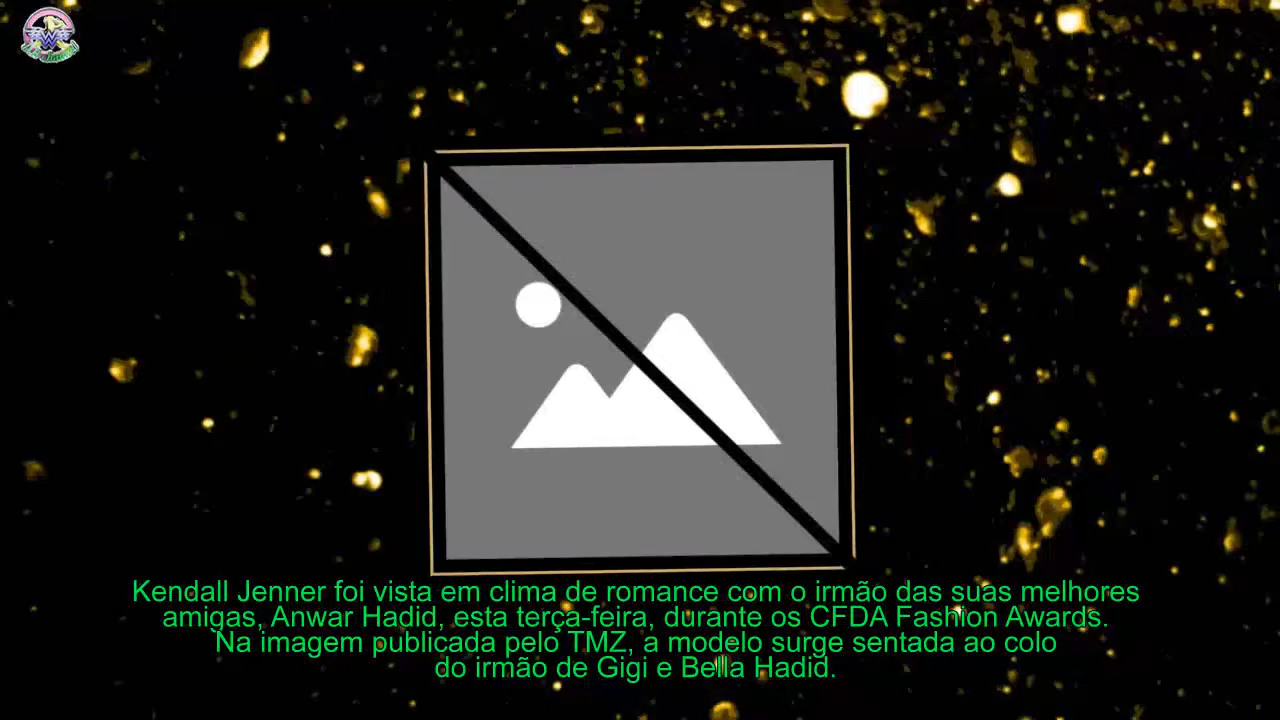 Kendall Jenner foi vista em clima de romance com o irmão das suas melhores
amigas, Anwar Hadid, esta terça-feira, durante os CFDA Fashion Awards.
Na imagem publicada pelo TMZ, a modelo surge sentada ao colo
do irmão de Gigi e Bella Hadid.